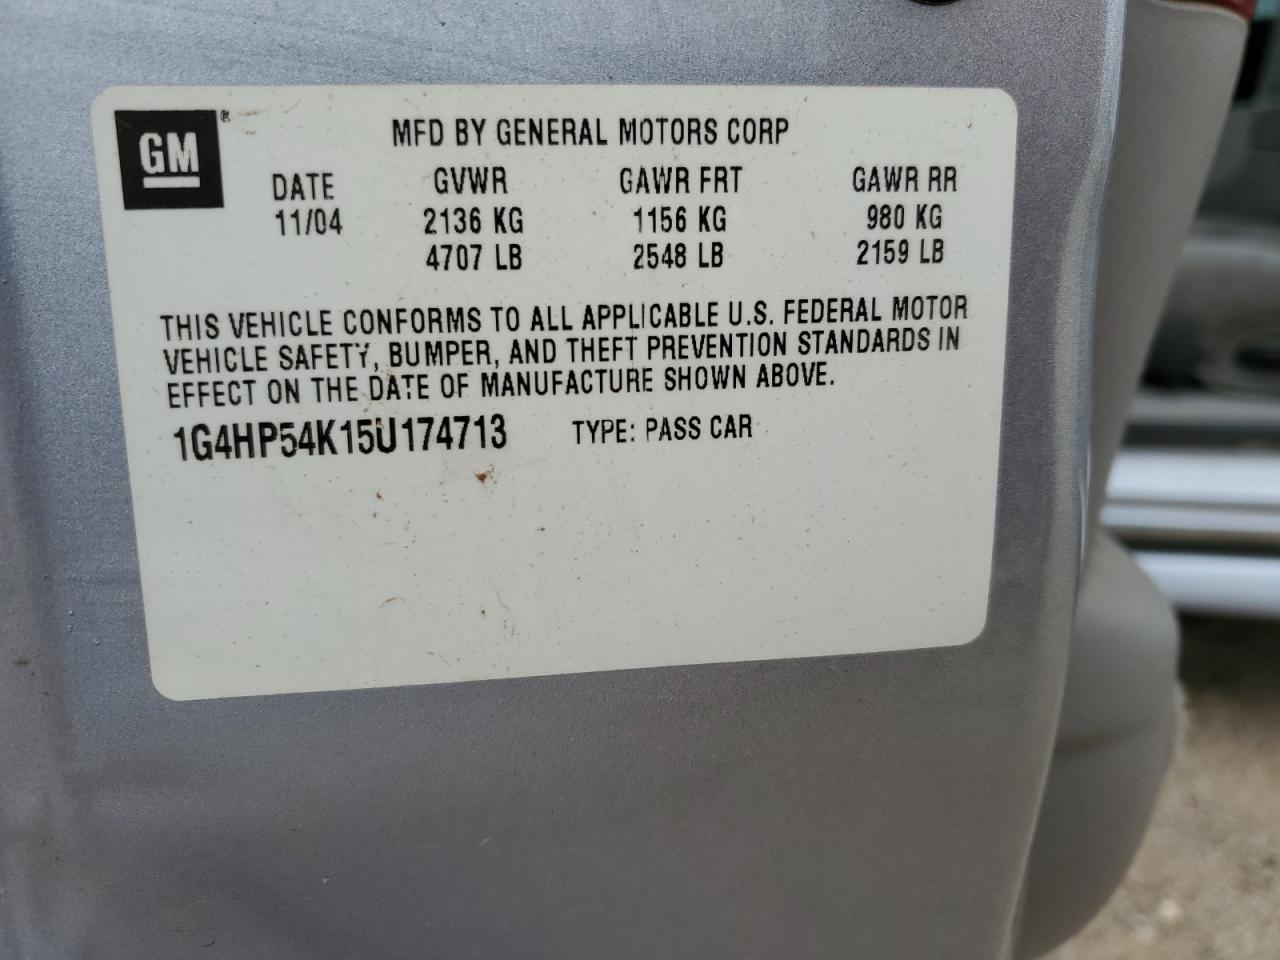 GM®
MFD BY GENERAL MOTORS CORP
DATE GVWR GAWR FRT GAWR RR
11/04 2136 KG 1156 KG 980 KG
4707 LB 2548 LB 2159 LB
THIS VEHICLE CONFORMS TO ALL APPLICABLE U.S. FEDERAL MOTOR
VEHICLE SAFETY, BUMPER, AND THEFT PREVENTION STANDARDS IN
EFFECT ON THE DATE OF MANUFACTURE SHOWN ABOVE.
1G4HP54K15U174713 TYPE: PASS CAR